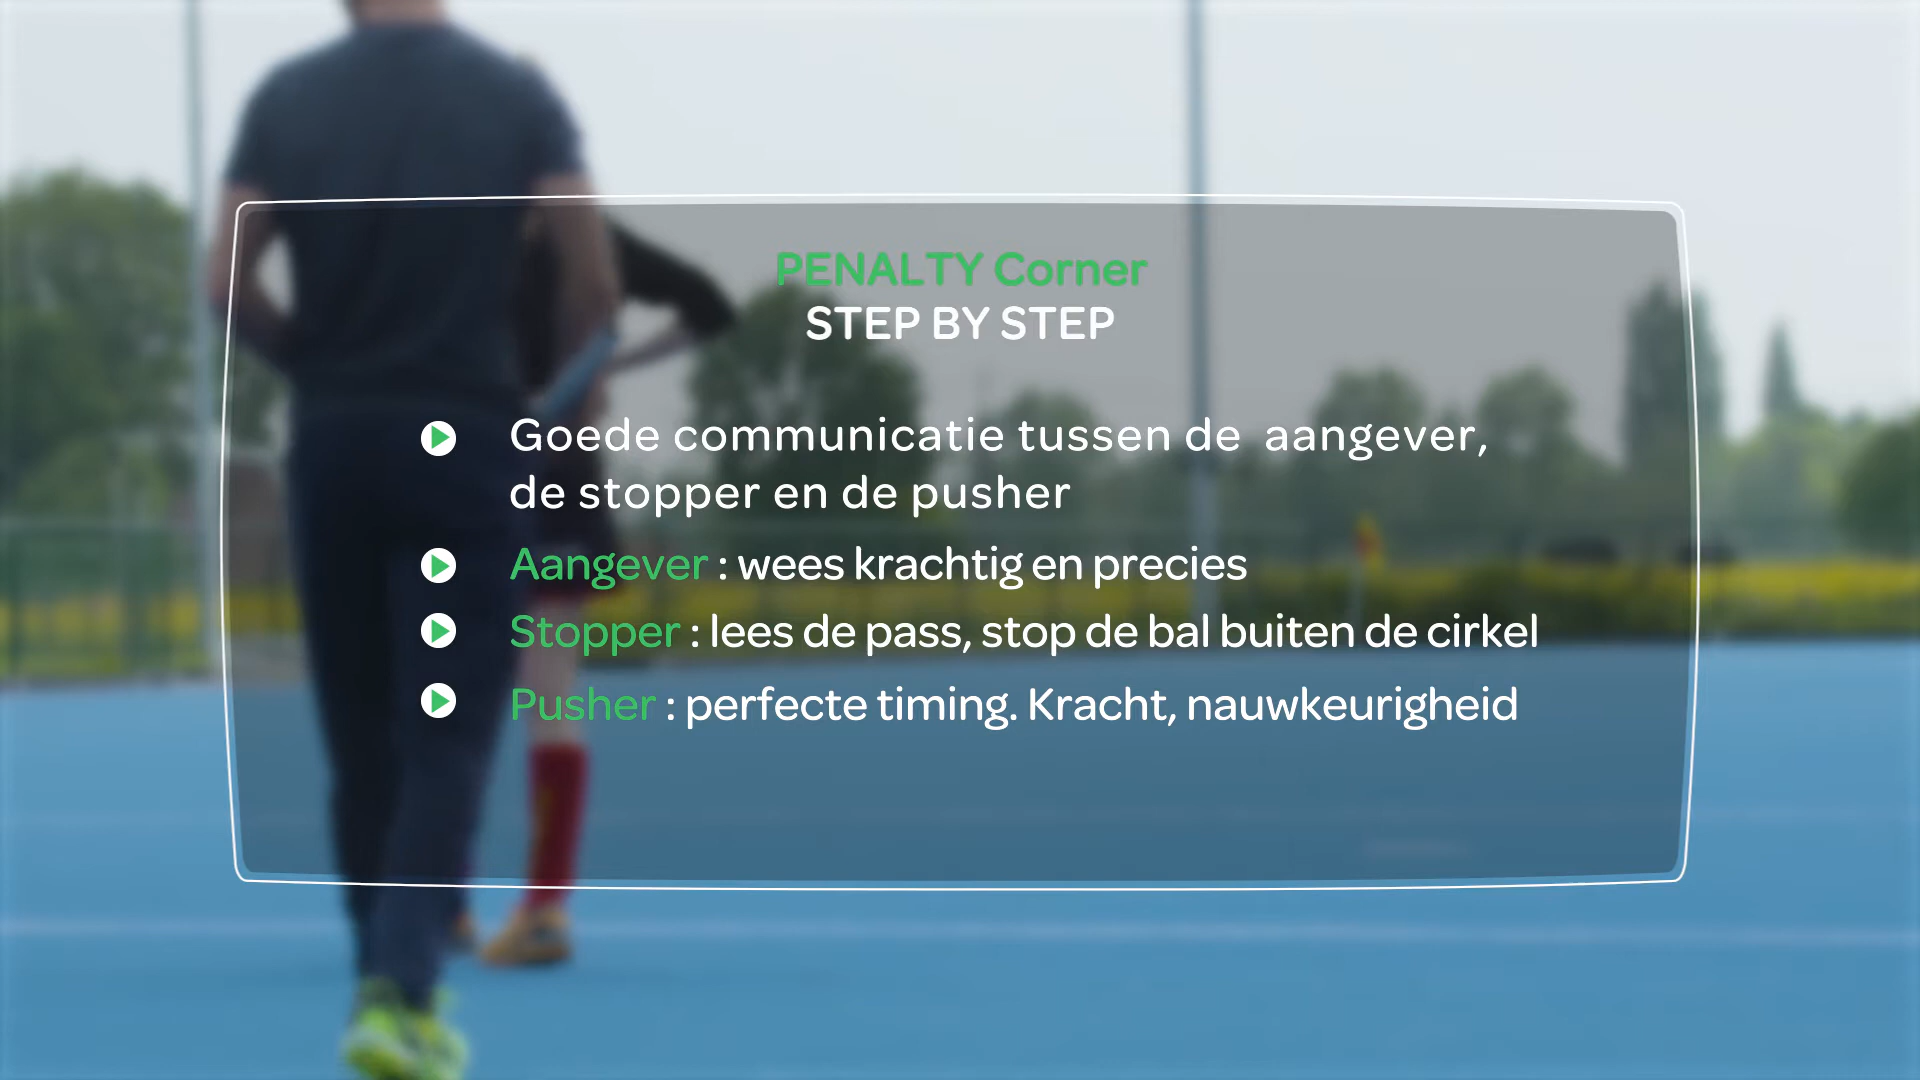 PENALTY Corner
STEP BY STEP
Goede communicatie tussen de aangever,
de stopper en de pusher
Aangever : wees krachtig en precies
Stopper : lees de pass, stop de bal buiten de cirkel
Pusher : perfecte timing. Kracht, nauwkeurigheid